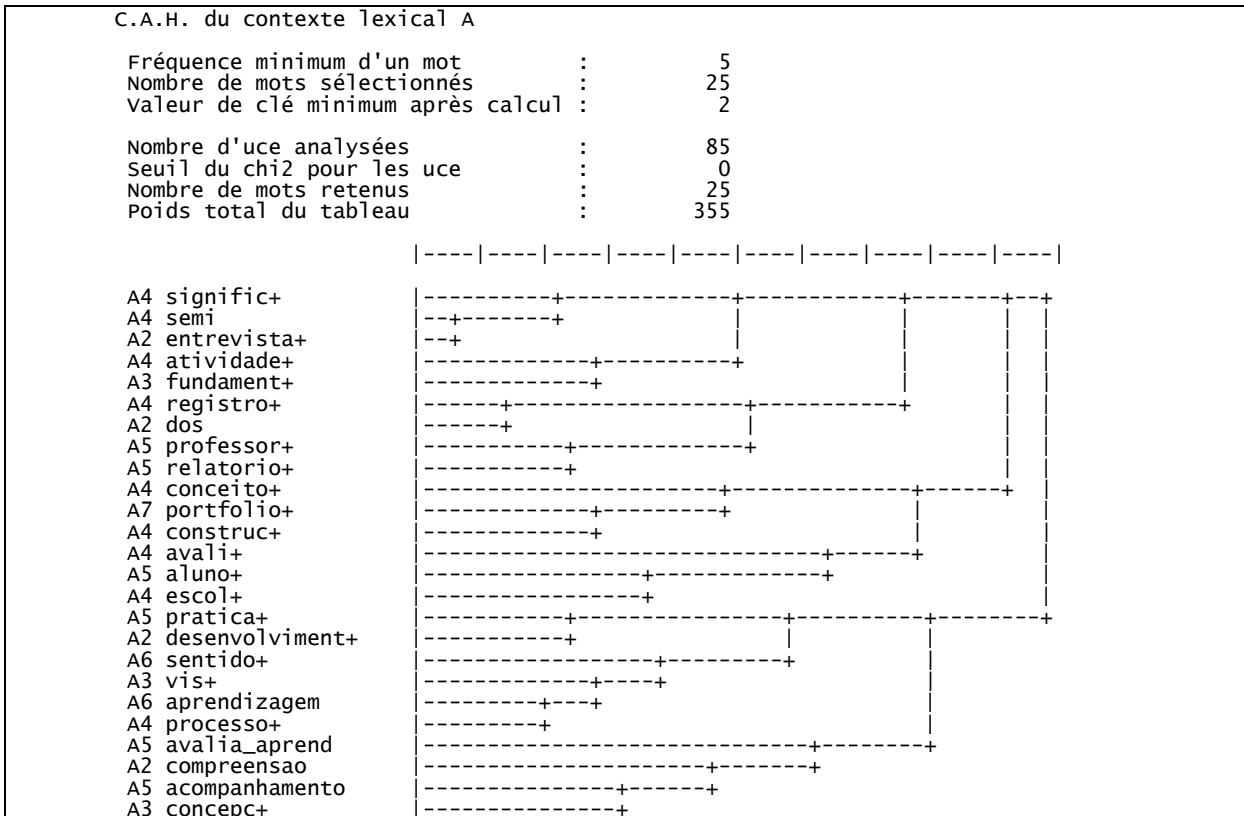 C.A.H. du contexte lexical A
Fréquence minimum d'un mot : 5
Nombre de mots sélectionnés : 25
Valeur de clé minimum après calcul : 2
Nombre d'uce analysées : 85
Seuil du chi2 pour les uce : 0
Nombre de mots retenus : 25
Poids total du tableau : 355
|----|----|----|----|----|----|----|----|----|----|
A4 signific+ |----------+-------------+------------+-------+--+
A4 semi |--+-------+ | | | |
A2 entrevista+ |--+ | | | |
A4 atividade+ |-------------+----------+ | | |
A3 fundament+ |-------------+ | | |
A4 registro+ |------+------------------+-----------+ | |
A2 dos |------+ | | |
A5 professor+ |-----------+-------------+ | |
A5 relatorio+ |-----------+ | |
A4 conceito+ |-----------------------+--------------+------+ |
A7 portfolio+ |-------------+---------+ | |
A4 construc+ |-------------+ | |
A4 avali+ |-------------------------------+------+ |
A5 aluno+ |-----------------+-------------+ |
A4 escol+ |-----------------+ |
A5 pratica+ |-----------+----------------+----------+--------+
A2 desenvolviment+ |-----------+ | |
A6 sentido+ |------------------+---------+ |
A3 vis+ |-------------+----+ |
A6 aprendizagem |---------+---+ |
A4 processo+ |---------+ |
A5 avalia_aprend |------------------------------+--------+
A2 compreensao |----------------------+-------+
A5 acompanhamento |---------------+------+
A3 concepc+ |---------------+